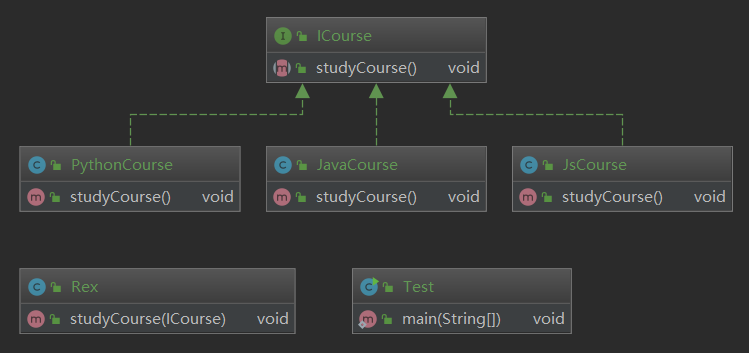 I ICourse
m studyCourse() void
C PythonCourse
m studyCourse() void
C JavaCourse
m studyCourse() void
C JsCourse
m studyCourse() void
C Rex
m studyCourse(ICourse) void
C Test
m main(String[]) void